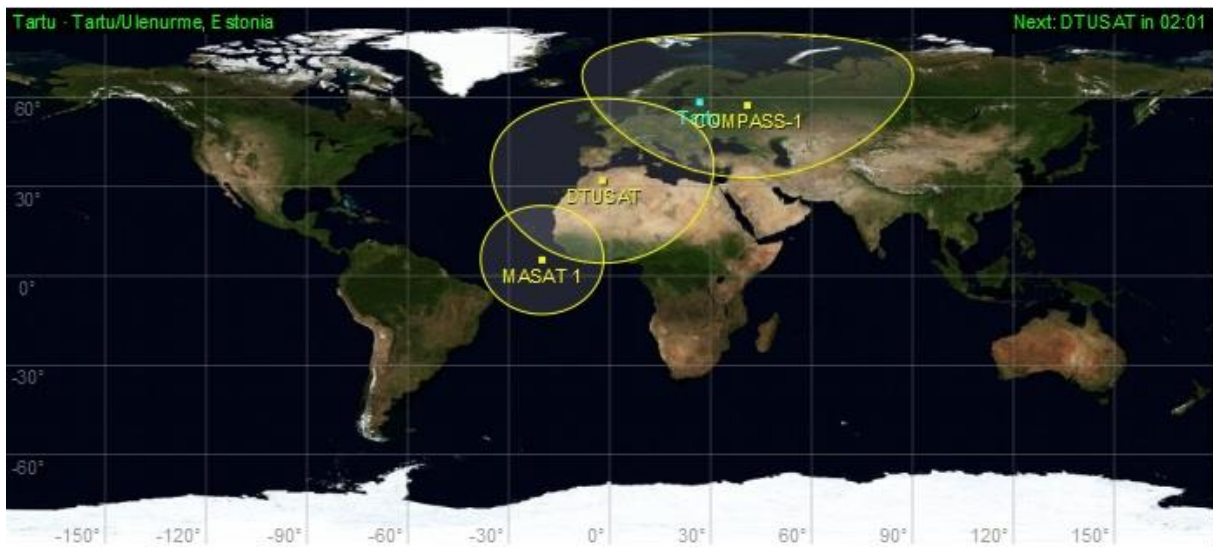 Tartu - Tartu/Ulenurme, Estonia
Next: DTUSAT in 02:01
60°
Tartu
COMPASS-1
30°
DTUSAT
MASAT 1
0°
-30°
-60°
-150° -120° -90° -60° -30° 0° 30° 60° 90° 120° 150°